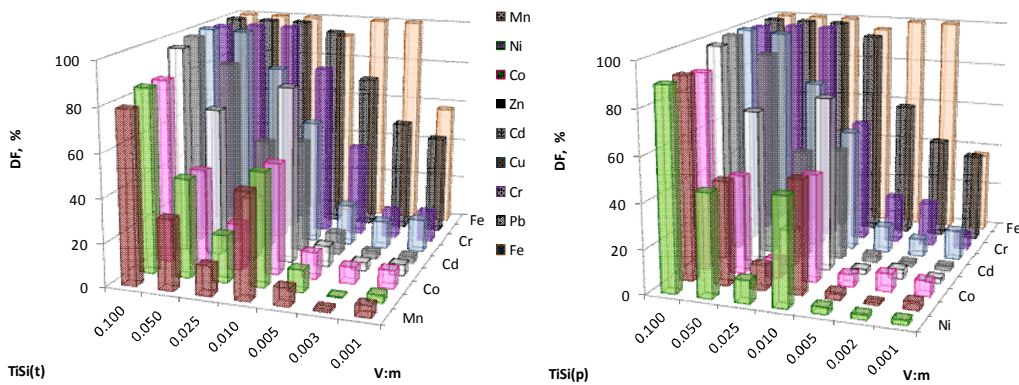 100
80
60
40
20
0
DF, %
0.100
0.050
0.025
0.010
0.005
0.003
0.001
Mn
Co
Cd
Cr
Fe
TiSi(t)
V:m
Mn
Ni
Co
Zn
Cd
Cu
Cr
Pb
Fe
100
80
60
40
20
0
DF, %
0.100
0.050
0.025
0.010
0.005
0.002
0.001
Ni
Co
Cd
Cr
Fe
TiSi(p)
V:m